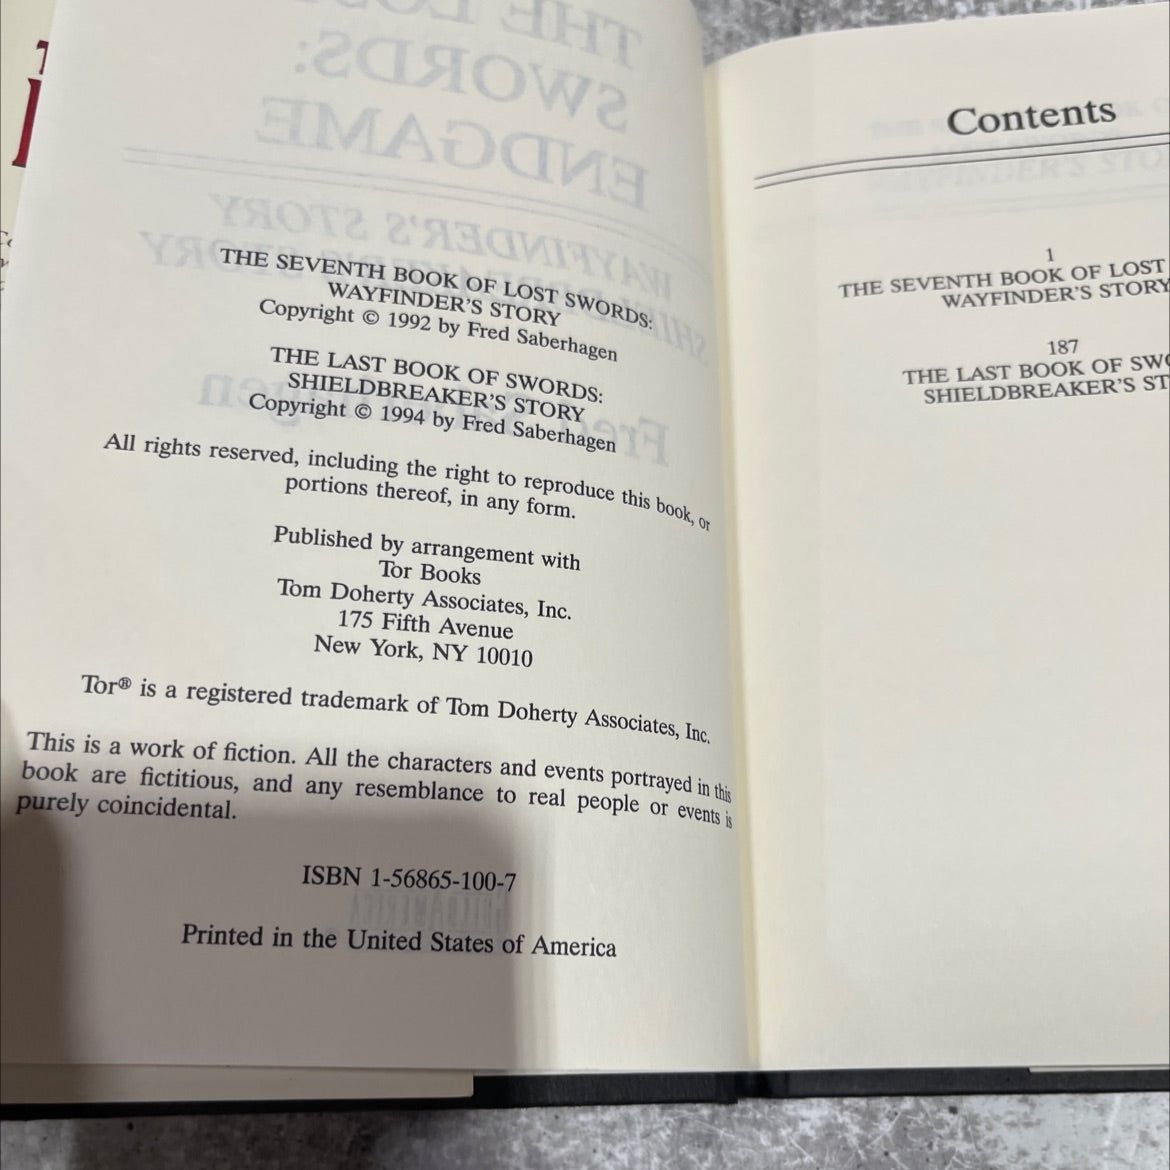 THE SEVENTH BOOK OF LOST SWORDS:
WAYFINDER'S STORY
Copyright © 1992 by Fred Saberhagen
THE LAST BOOK OF SWORDS:
SHIELDBREAKER'S STORY
Copyright © 1994 by Fred Saberhagen
All rights reserved, including the right to reproduce this book, or
portions thereof, in any form.
Published by arrangement with
Tor Books
Tom Doherty Associates, Inc.
175 Fifth Avenue
New York, NY 10010
Tor® is a registered trademark of Tom Doherty Associates, Inc.
This is a work of fiction. All the characters and events portrayed in this
book are fictitious, and any resemblance to real people or events is
purely coincidental.
ISBN 1-56865-100-7
Printed in the United States of America
Contents
1
THE SEVENTH BOOK OF LOST
WAYFINDER'S STORY
187
THE LAST BOOK OF SWO
SHIELDBREAKER'S ST